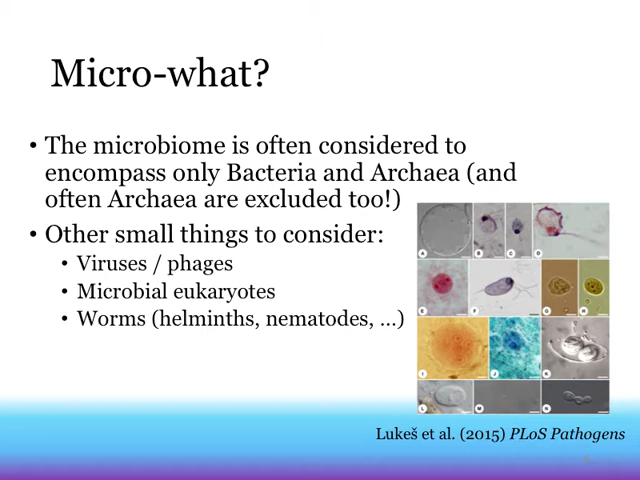 Micro-what?
• The microbiome is often considered to
encompass only Bacteria and Archaea (and
often Archaea are excluded too!)
• Other small things to consider:
• Viruses / phages
• Microbial eukaryotes
• Worms (helminths, nematodes, ...)
A B C D
E F G H
I J K
L M N
Lukeš et al. (2015) PLoS Pathogens